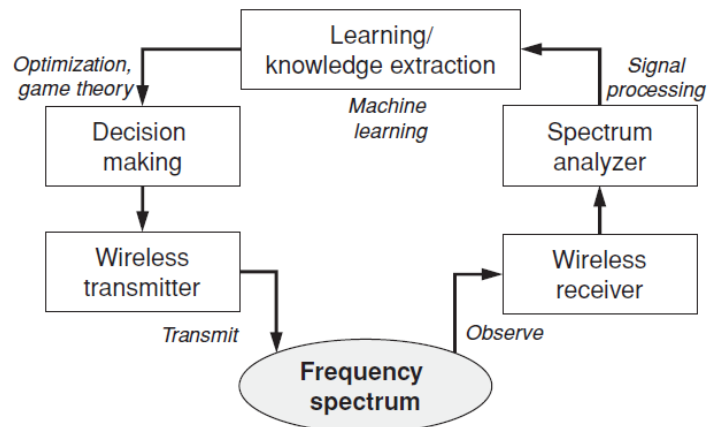 Learning/
knowledge extraction
Optimization,
game theory
Signal
processing
Machine
learning
Decision
making
Spectrum
analyzer
Wireless
transmitter
Wireless
receiver
Transmit
Observe
Frequency
spectrum